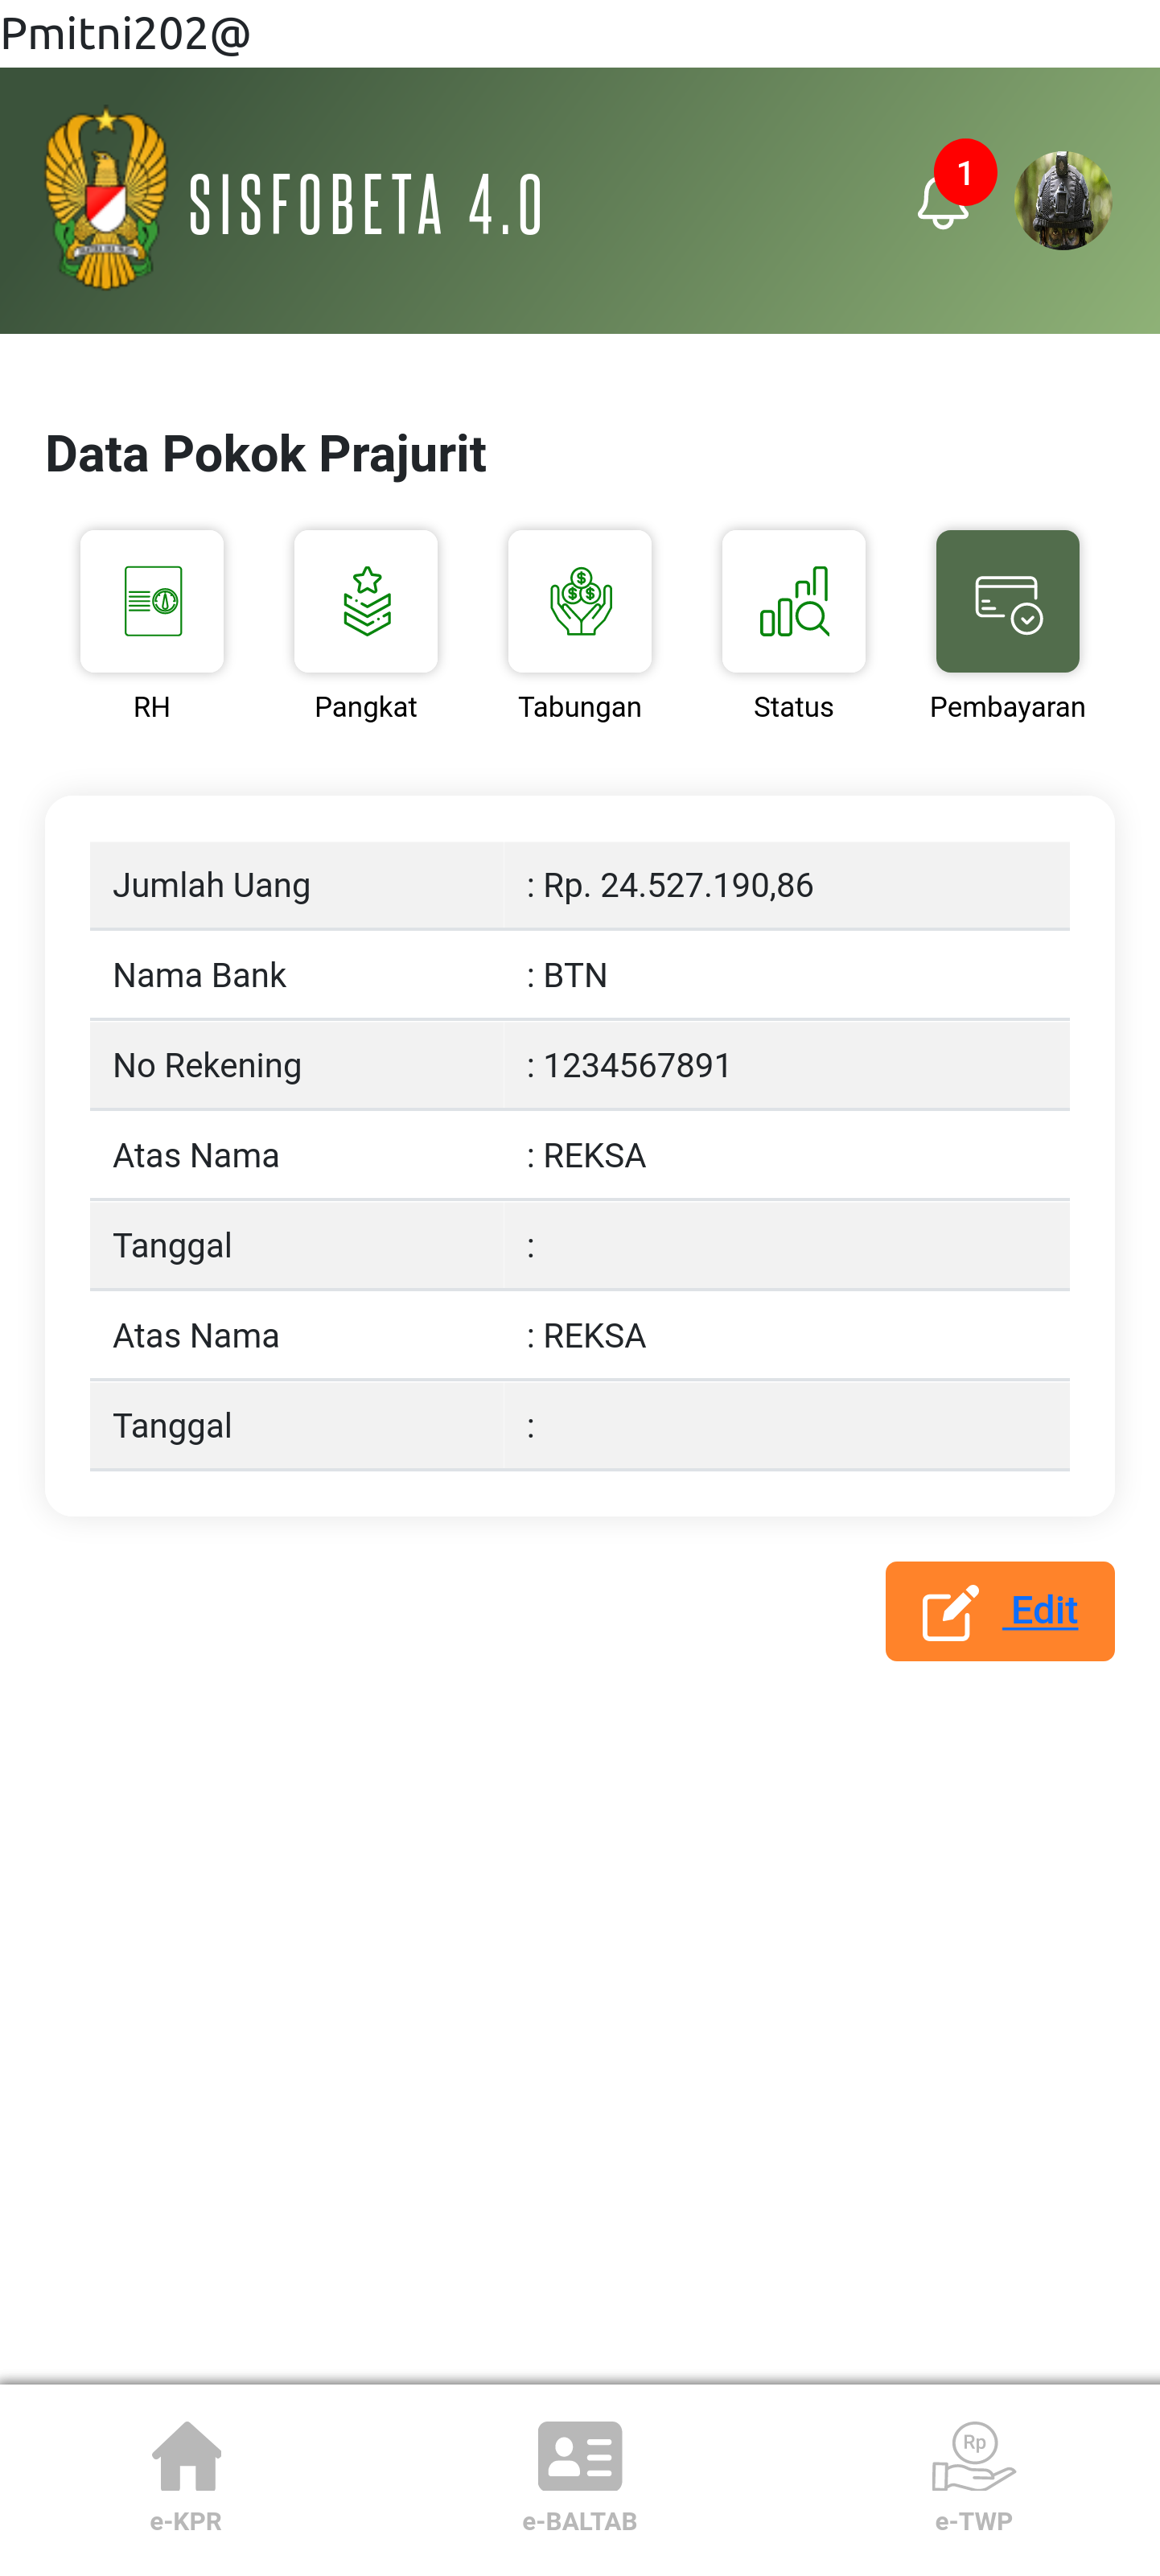 Pmitni202@
SISFOBETA 4.0
1
Data Pokok Prajurit
RH Pangkat Tabungan Status Pembayaran
Jumlah Uang : Rp. 24.527.190,86
Nama Bank : BTN
No Rekening : 1234567891
Atas Nama : REKSA
Tanggal :
Atas Nama : REKSA
Tanggal :
Edit
Rp
e-KPR e-BALTAB e-TWP